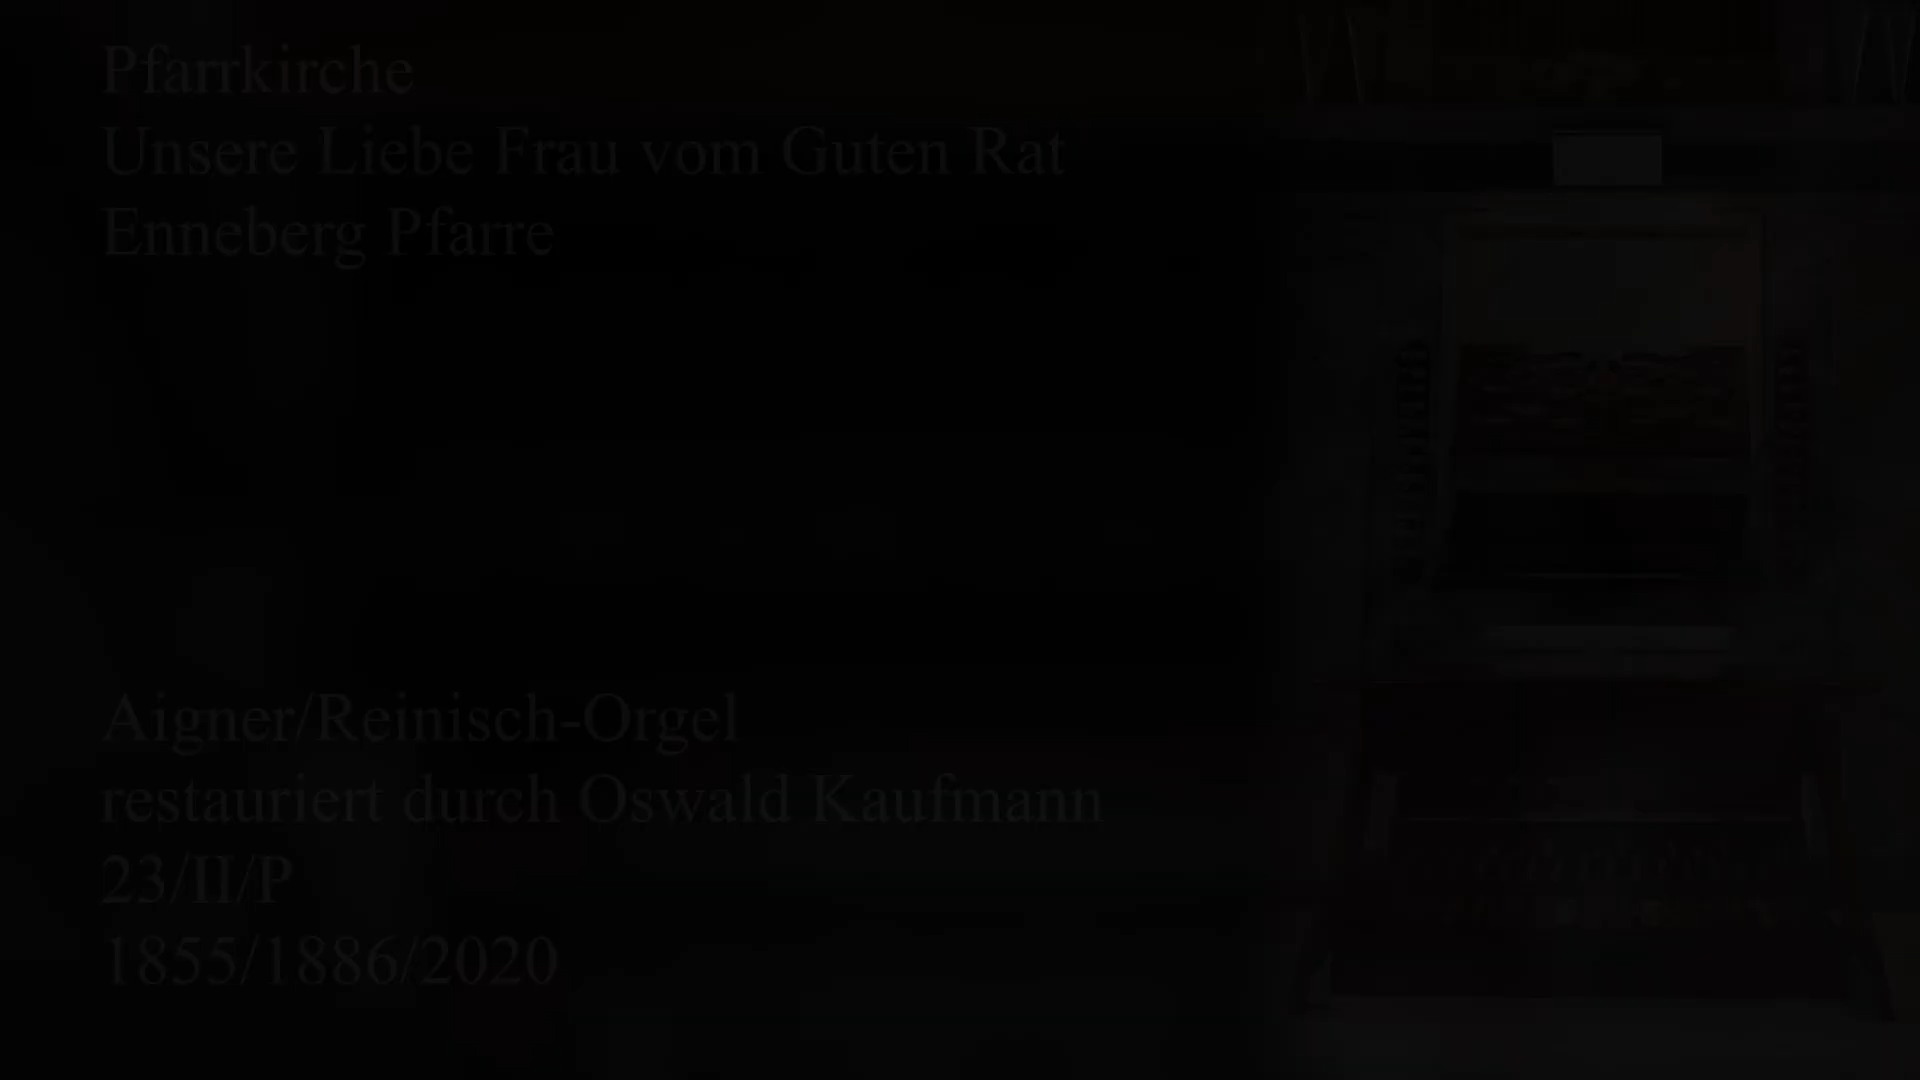 Pfarrkirche
Unsere Liebe Frau vom Guten Rat
Enneberg Pfarre
Aigner/Reinisch-Orgel
restauriert durch Oswald Kaufmann
23/II/P
1855/1886/2020